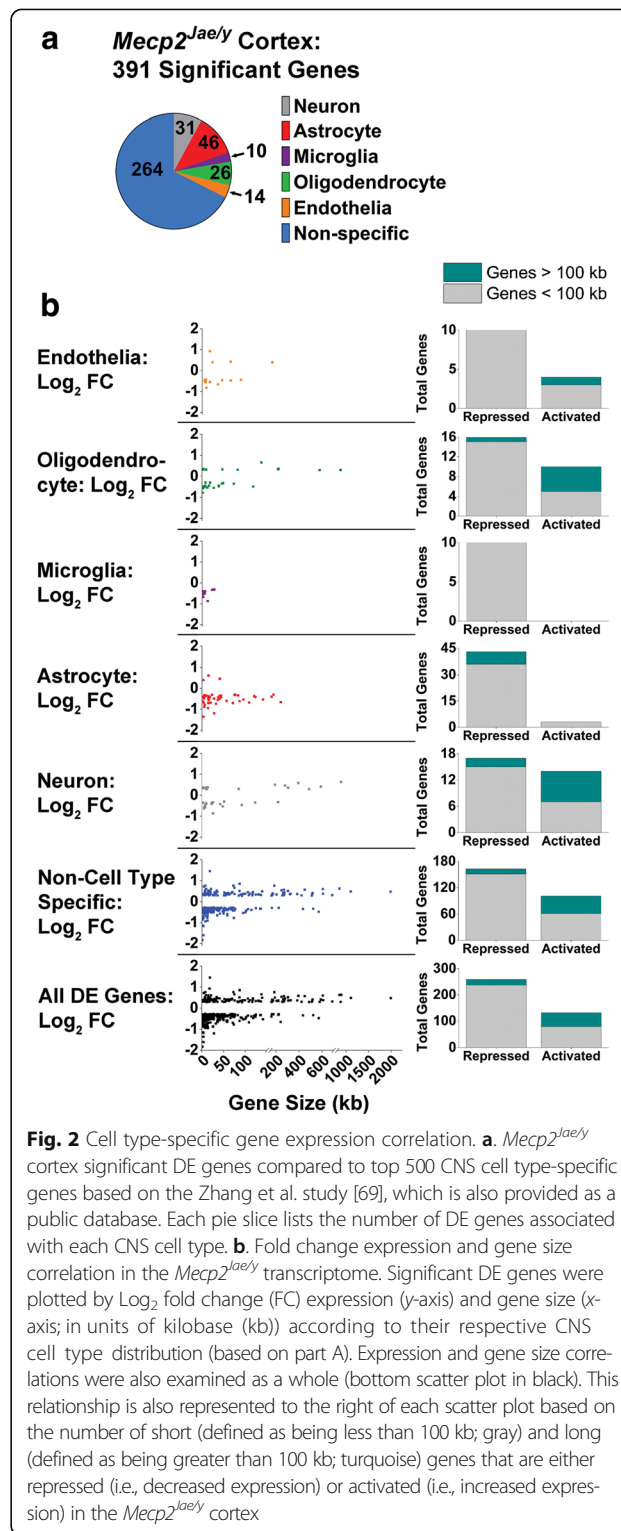 a
Mecp2^Jae/y Cortex:
391 Significant Genes
31
46
10
26
14
264
Neuron
Astrocyte
Microglia
Oligodendrocyte
Endothelia
Non-specific
Genes > 100 kb
Genes < 100 kb
b
Endothelia:
Log₂ FC
2
1
0
-1
-2
Total Genes
10
5
0
Repressed Activated
Oligodendro-
cyte: Log₂ FC
2
1
0
-1
-2
Total Genes
16
12
8
4
0
Repressed Activated
Microglia:
Log₂ FC
2
1
0
-1
-2
Total Genes
10
5
0
Repressed Activated
Astrocyte:
Log₂ FC
2
1
0
-1
-2
Total Genes
45
30
15
0
Repressed Activated
Neuron:
Log₂ FC
2
1
0
-1
-2
Total Genes
18
12
6
0
Repressed Activated
Non-Cell Type
Specific:
Log₂ FC
2
1
0
-1
-2
Total Genes
180
120
60
0
Repressed Activated
All DE Genes:
Log₂ FC
2
1
0
-1
-2
Total Genes
300
200
100
0
Repressed Activated
0 50 100 200 400 600 1000 1500 2000
Gene Size (kb)
Fig. 2 Cell type-specific gene expression correlation. a. Mecp2^Jae/y
cortex significant DE genes compared to top 500 CNS cell type-specific
genes based on the Zhang et al. study [69], which is also provided as a
public database. Each pie slice lists the number of DE genes associated
with each CNS cell type. b. Fold change expression and gene size
correlation in the Mecp2^Jae/y transcriptome. Significant DE genes were
plotted by Log₂ fold change (FC) expression (y-axis) and gene size (x-
axis; in units of kilobase (kb)) according to their respective CNS
cell type distribution (based on part A). Expression and gene size corre-
lations were also examined as a whole (bottom scatter plot in black). This
relationship is also represented to the right of each scatter plot based on
the number of short (defined as being less than 100 kb; gray) and long
(defined as being greater than 100 kb; turquoise) genes that are either
repressed (i.e., decreased expression) or activated (i.e., increased expres-
sion) in the Mecp2^Jae/y cortex